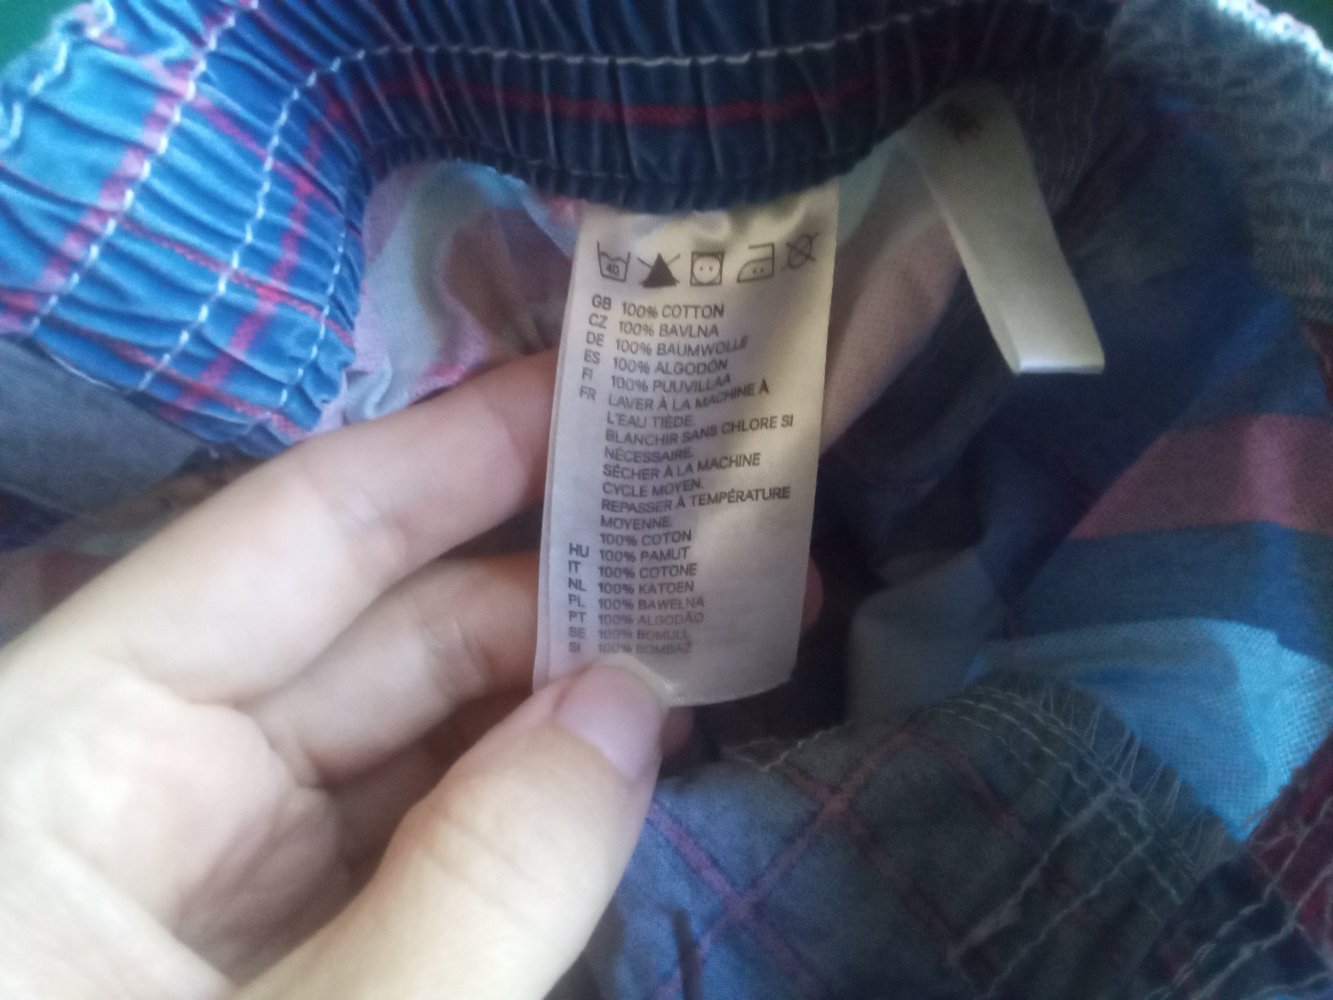 40
GB 100% COTTON
CZ 100% BAVLNA
DE 100% BAUMWOLLE
ES 100% ALGODÓN
FI 100% PUUVILLAA
FR LAVER À LA MACHINE À
L'EAU TIÈDE.
BLANCHIR SANS CHLORE SI
NÉCESSAIRE.
SÉCHER À LA MACHINE
CYCLE MOYEN.
REPASSER À TEMPÉRATURE
MOYENNE.
100% COTON
HU 100% PAMUT
IT 100% COTONE
NL 100% KATOEN
PL 100% BAWEŁNA
PT 100% ALGODÃO
SE 100% BOMULL
SI 100% BOMBAŽ